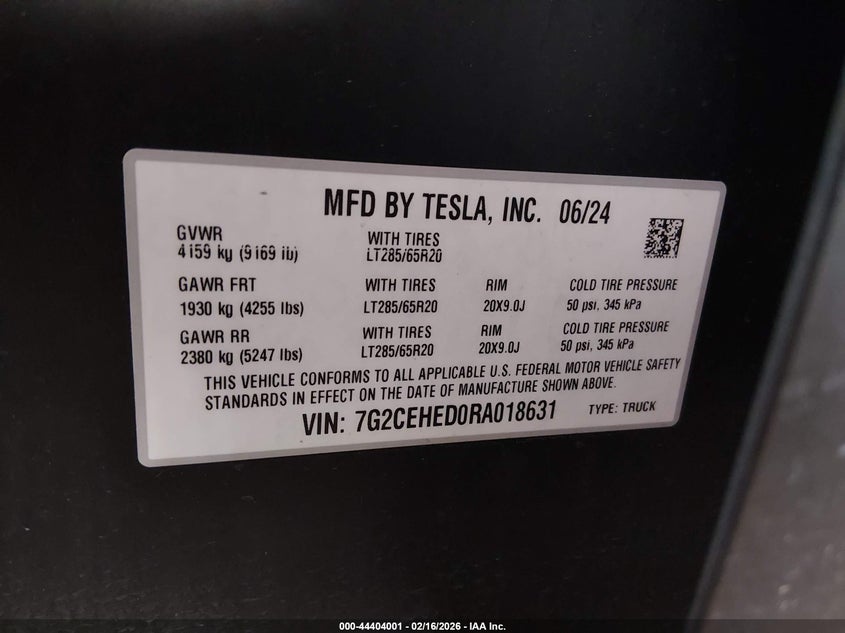 MFD BY TESLA, INC. 06/24
GVWR WITH TIRES
4159 kg (9169 lb) LT285/65R20
GAWR FRT WITH TIRES RIM COLD TIRE PRESSURE
1930 kg (4255 lbs) LT285/65R20 20X9.0J 50 psi, 345 kPa
GAWR RR WITH TIRES RIM COLD TIRE PRESSURE
2380 kg (5247 lbs) LT285/65R20 20X9.0J 50 psi, 345 kPa
THIS VEHICLE CONFORMS TO ALL APPLICABLE U.S. FEDERAL MOTOR VEHICLE SAFETY
STANDARDS IN EFFECT ON THE DATE OF MANUFACTURE SHOWN ABOVE.
VIN: 7G2CEHED0RA018631 TYPE: TRUCK
000-44404001 - 02/16/2026 - IAA Inc.